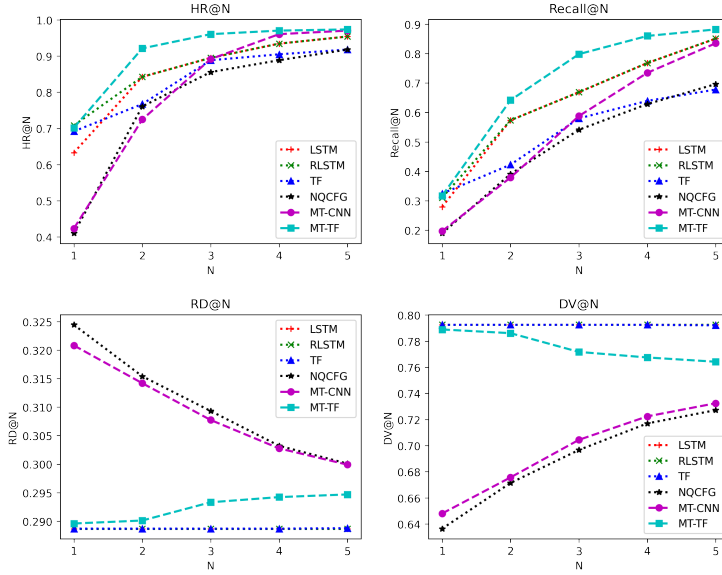 HR@N
HR@N
1.0
0.9
0.8
0.7
0.6
0.5
0.4
1 2 3 4 5
N
LSTM
RLSTM
TF
NQCFG
MT-CNN
MT-TF
Recall@N
Recall@N
0.9
0.8
0.7
0.6
0.5
0.4
0.3
0.2
1 2 3 4 5
N
LSTM
RLSTM
TF
NQCFG
MT-CNN
MT-TF
RD@N
RD@N
0.325
0.320
0.315
0.310
0.305
0.300
0.295
0.290
1 2 3 4 5
N
LSTM
RLSTM
TF
NQCFG
MT-CNN
MT-TF
DV@N
DV@N
0.80
0.78
0.76
0.74
0.72
0.70
0.68
0.66
0.64
1 2 3 4 5
N
LSTM
RLSTM
TF
NQCFG
MT-CNN
MT-TF